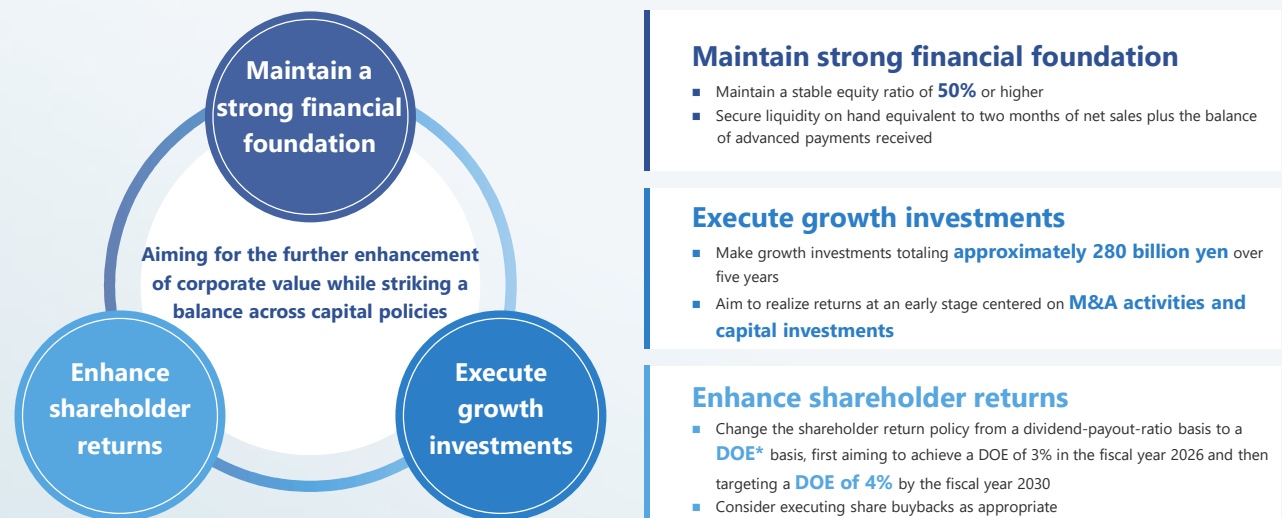 Maintain a
strong financial
foundation
Aiming for the further enhancement
of corporate value while striking a
balance across capital policies
Enhance
shareholder
returns
Execute
growth
investments
Maintain strong financial foundation
■ Maintain a stable equity ratio of 50% or higher
■ Secure liquidity on hand equivalent to two months of net sales plus the balance
of advanced payments received
Execute growth investments
■ Make growth investments totaling approximately 280 billion yen over
five years
■ Aim to realize returns at an early stage centered on M&A activities and
capital investments
Enhance shareholder returns
■ Change the shareholder return policy from a dividend-payout-ratio basis to a
DOE* basis, first aiming to achieve a DOE of 3% in the fiscal year 2026 and then
targeting a DOE of 4% by the fiscal year 2030
■ Consider executing share buybacks as appropriate